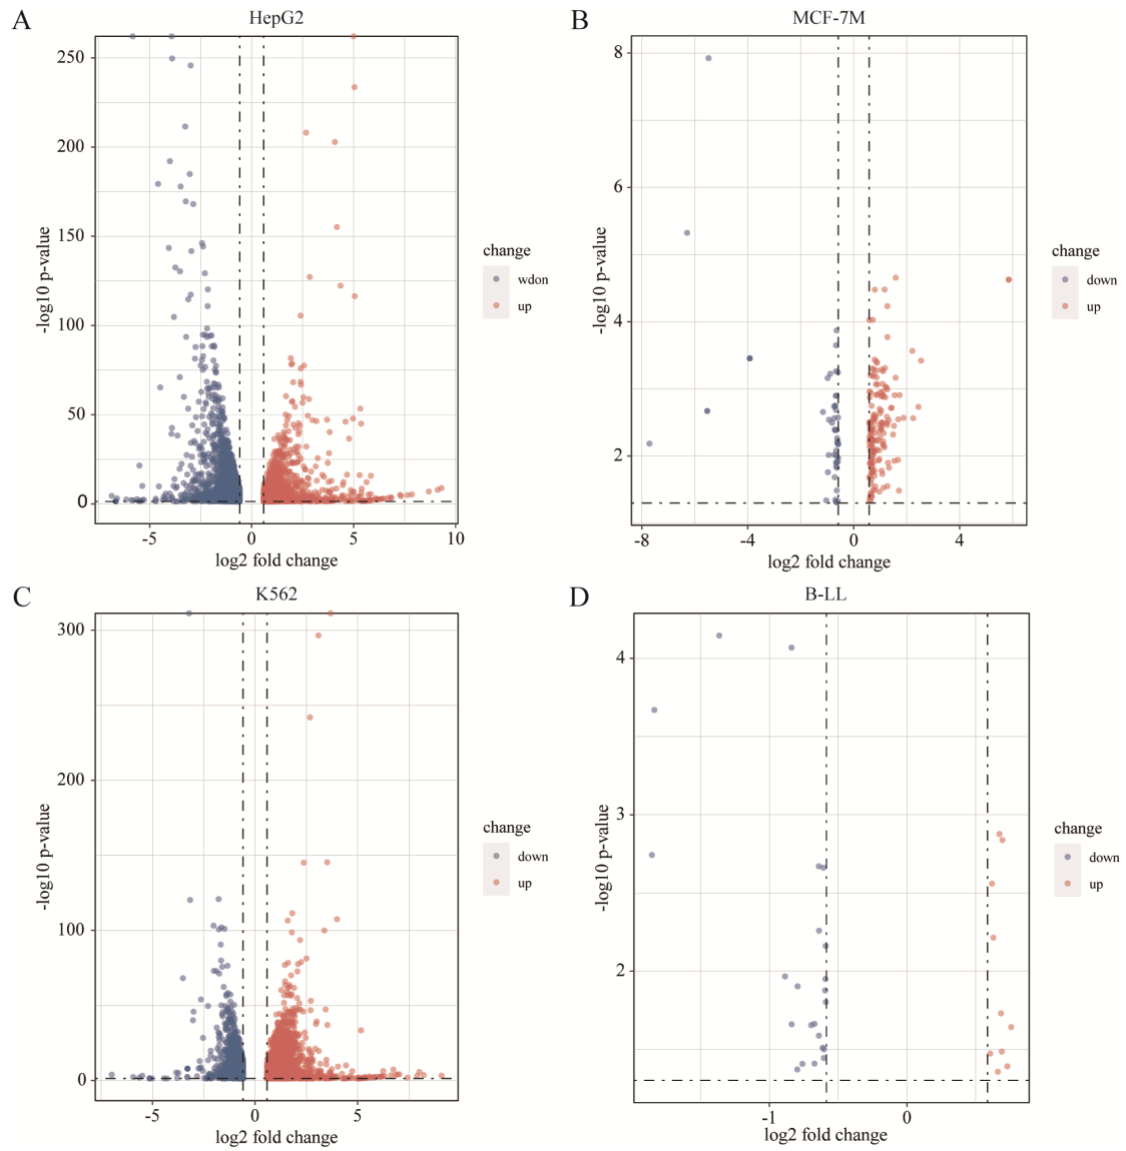 A
HepG2
250
200
150
100
50
0
-5
0
5
10
-log10 p-value
log2 fold change
change
wdon
up
B
MCF-7M
8
6
4
2
-8
-4
0
4
-log10 p-value
log2 fold change
change
down
up
C
K562
300
200
100
0
-5
0
5
-log10 p-value
log2 fold change
change
down
up
D
B-LL
4
3
2
-1
0
-log10 p-value
log2 fold change
change
down
up